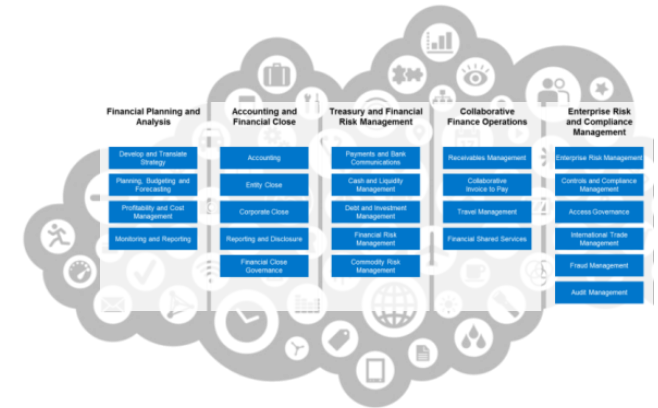 Financial Planning and
Analysis
Develop and Translate
Strategy
Planning, Budgeting and
Forecasting
Profitability and Cost
Management
Monitoring and Reporting
Accounting and
Financial Close
Accounting
Entity Close
Corporate Close
Reporting and Disclosure
Financial Close
Governance
Treasury and Financial
Risk Management
Payments and Bank
Communications
Cash and Liquidity
Management
Debt and Investment
Management
Financial Risk
Management
Commodity Risk
Management
Collaborative
Finance Operations
Receivables Management
Collaborative
Invoice to Pay
Travel Management
Financial Shared Services
Enterprise Risk
and Compliance
Management
Enterprise Risk Management
Controls and Compliance
Management
Access Governance
International Trade
Management
Fraud Management
Audit Management